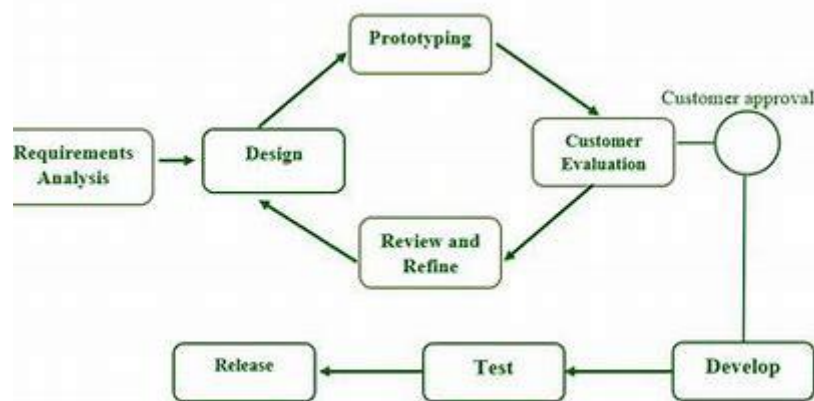 Prototyping
Customer approval
Requirements
Analysis
Design
Customer
Evaluation
Review and
Refine
Release
Test
Develop